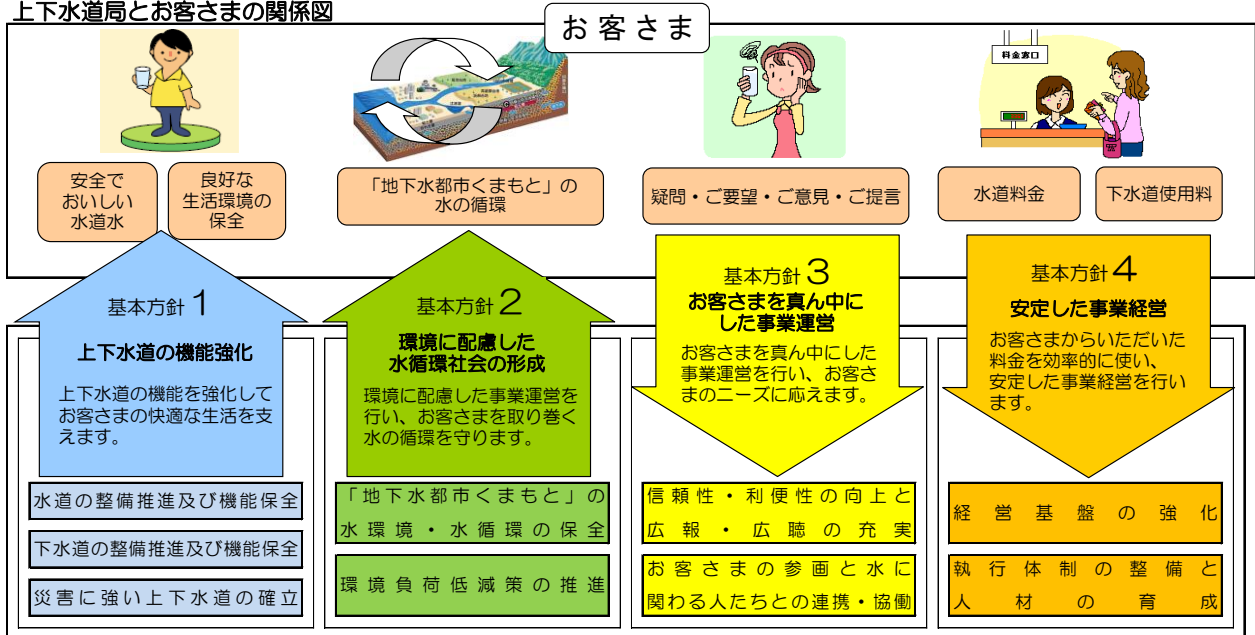 上下水道局とお客さまの関係図
お客さま
料金窓口
安全で
おいしい
水道水
良好な
生活環境の
保全
「地下水都市くまもと」の
水の循環
疑問・ご要望・ご意見・ご提言
水道料金
下水道使用料
基本方針1
上下水道の機能強化
上下水道の機能を強化して
お客さまの快適な生活を支
えます。
水道の整備推進及び機能保全
下水道の整備推進及び機能保全
災害に強い上下水道の確立
基本方針2
環境に配慮した
水循環社会の形成
環境に配慮した事業運営を
行い、お客さまを取り巻く
水の循環を守ります。
「地下水都市くまもと」の
水環境・水循環の保全
環境負荷低減策の推進
基本方針3
お客さまを真ん中に
した事業運営
お客さまを真ん中にした
事業運営を行い、お客さ
まのニーズに応えます。
信頼性・利便性の向上と
広報・広聴の充実
お客さまの参画と水に
関わる人たちとの連携・協働
基本方針4
安定した事業経営
お客さまからいただいた
料金を効率的に使い、
安定した事業経営を行い
ます。
経営基盤の強化
執行体制の整備と
人材の育成